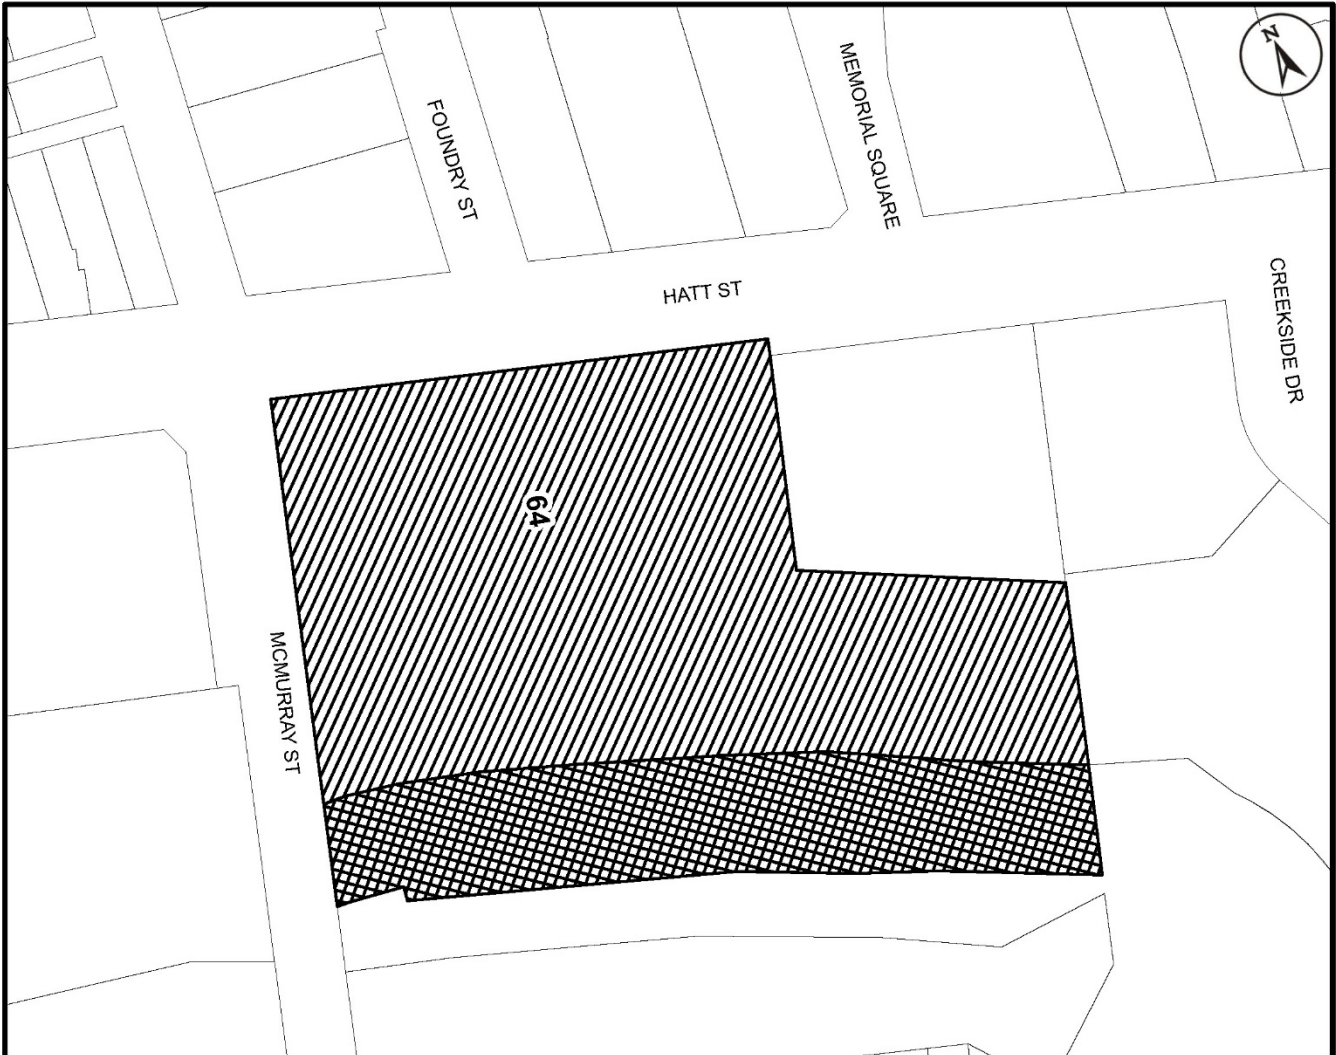 N
MEMORIAL SQUARE
FOUNDRY ST
HATT ST
CREEKSIDE DR
64
MCMURRAY ST